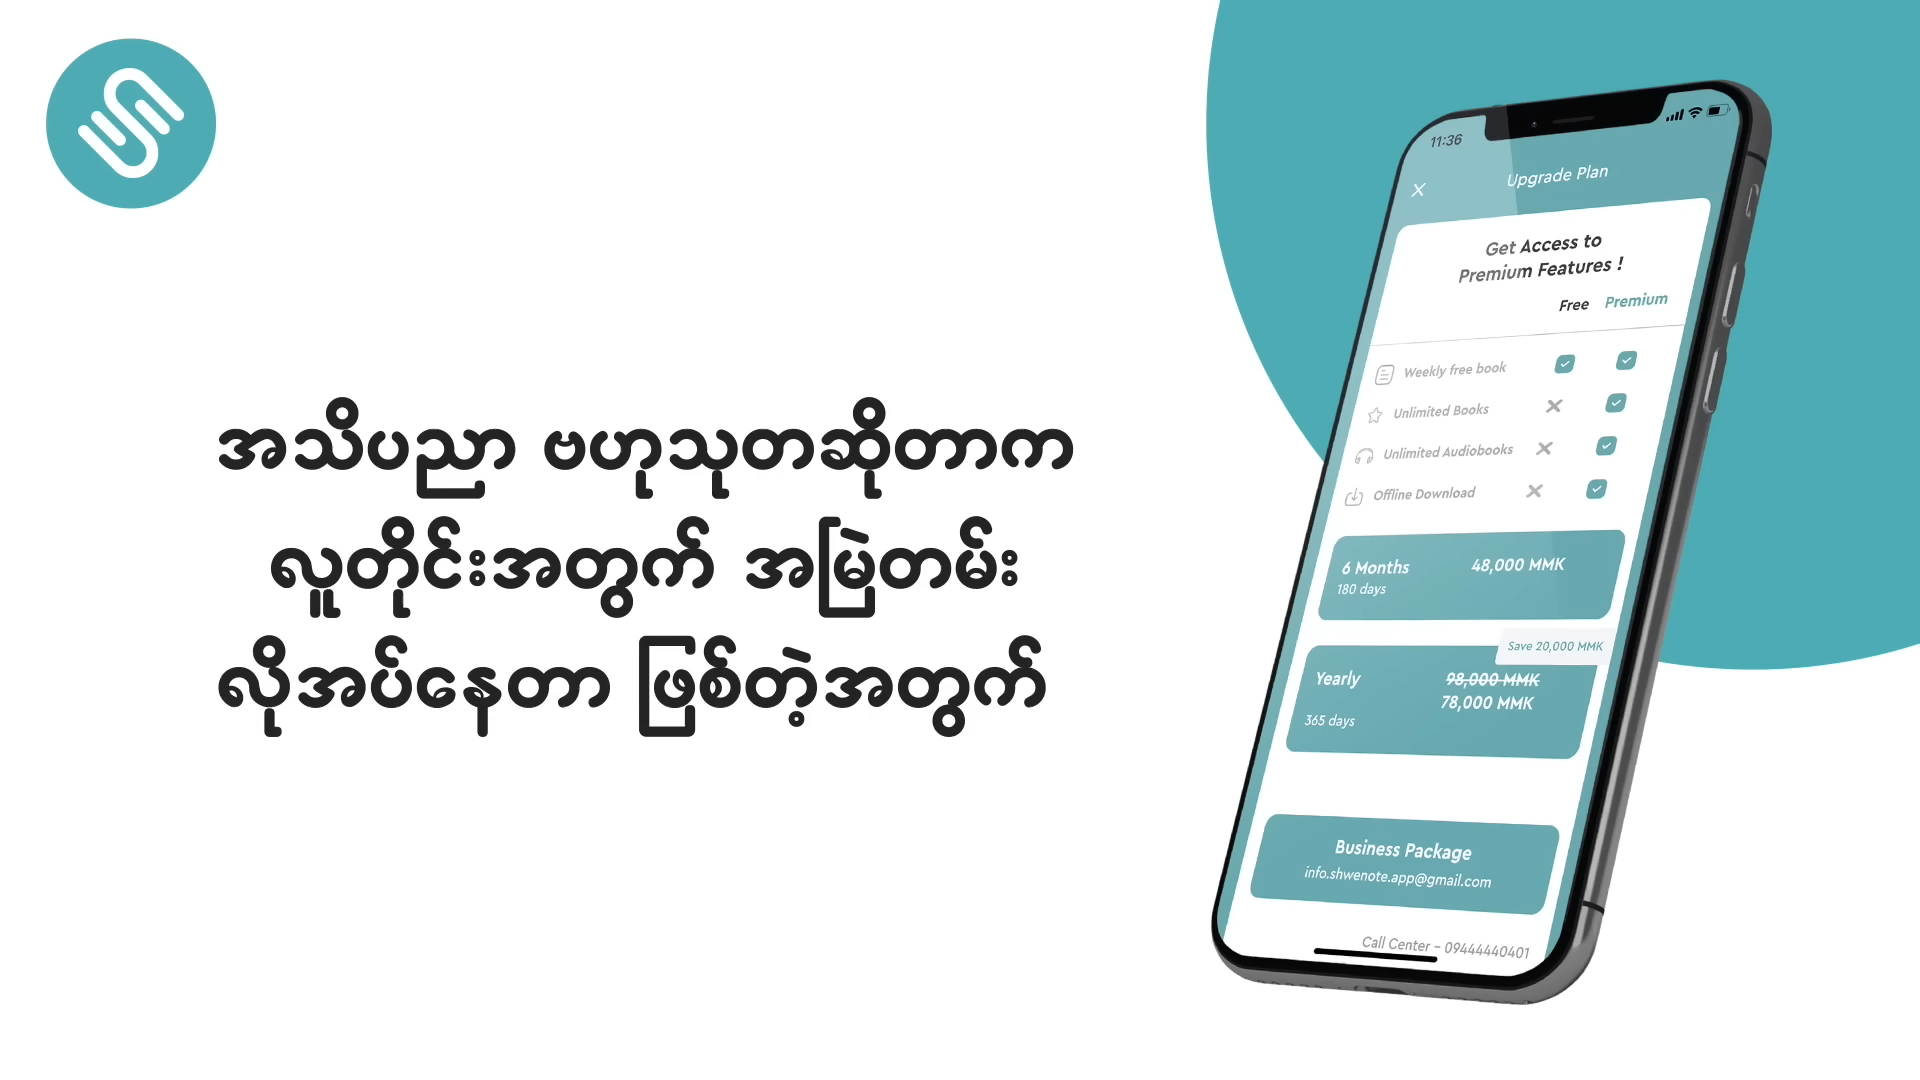 အသိပညာ ဗဟုသုတဆိုတာက
လူတိုင်းအတွက် အမြဲတမ်း
လိုအပ်နေတာ ဖြစ်တဲ့အတွက်
11:36
Upgrade Plan
Get Access to
Premium Features !
Free Premium
Weekly free book
Unlimited Books
Unlimited Audiobooks
Offline Download
6 Months 48,000 MMK
180 days
Save 20,000 MMK
Yearly 98,000 MMK
78,000 MMK
365 days
Business Package
info.shwenote.app@gmail.com
Call Center - 09444440401